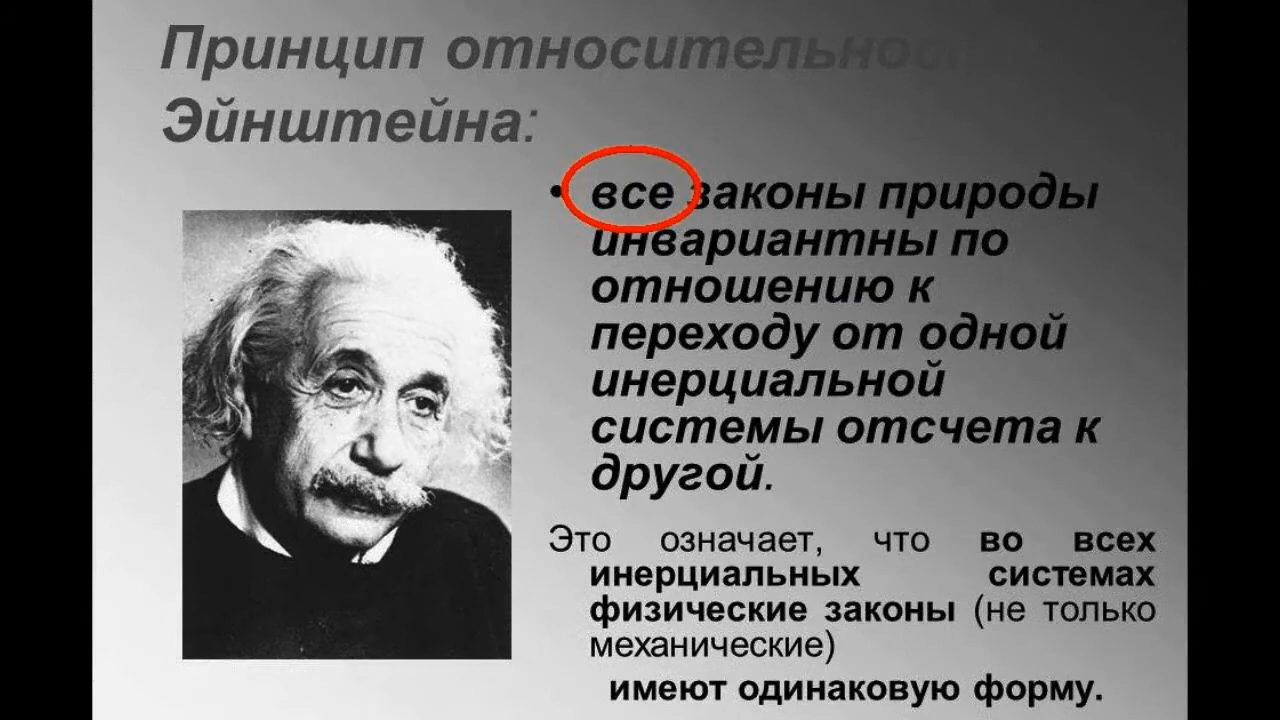 Принцип относительности
Эйнштейна:
• все законы природы
инвариантны по
отношению к
переходу от одной
инерциальной
системы отсчета к
другой.
Это означает, что во всех
инерциальных системах
физические законы (не только
механические)
имеют одинаковую форму.